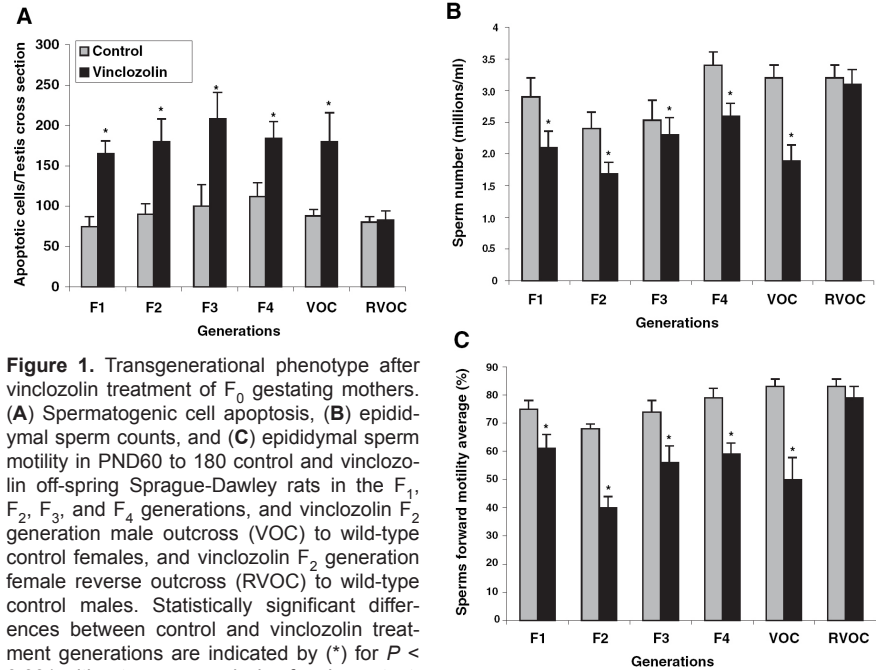 A
Apoptotic cells/Testis cross section
300
250
200
150
100
50
0
Control
Vinclozolin
*
*
*
*
*
F1 F2 F3 F4 VOC RVOC
Generations
B
Sperm number (millions/ml)
4
3.5
3.0
2.5
2.0
1.5
1.0
0.5
0
*
*
*
*
*
F1 F2 F3 F4 VOC RVOC
Generations
C
Sperms forward motility average (%)
90
80
70
60
50
40
30
20
10
0
*
*
*
*
*
F1 F2 F3 F4 VOC RVOC
Generations
Figure 1. Transgenerational phenotype after
vinclozolin treatment of F0 gestating mothers.
(A) Spermatogenic cell apoptosis, (B) epidid-
ymal sperm counts, and (C) epididymal sperm
motility in PND60 to 180 control and vinclozo-
lin off-spring Sprague-Dawley rats in the F1,
F2, F3, and F4 generations, and vinclozolin F2
generation male outcross (VOC) to wild-type
control females, and vinclozolin F2 generation
female reverse outcross (RVOC) to wild-type
control males. Statistically significant differ-
ences between control and vinclozolin treat-
ment generations are indicated by (*) for P <